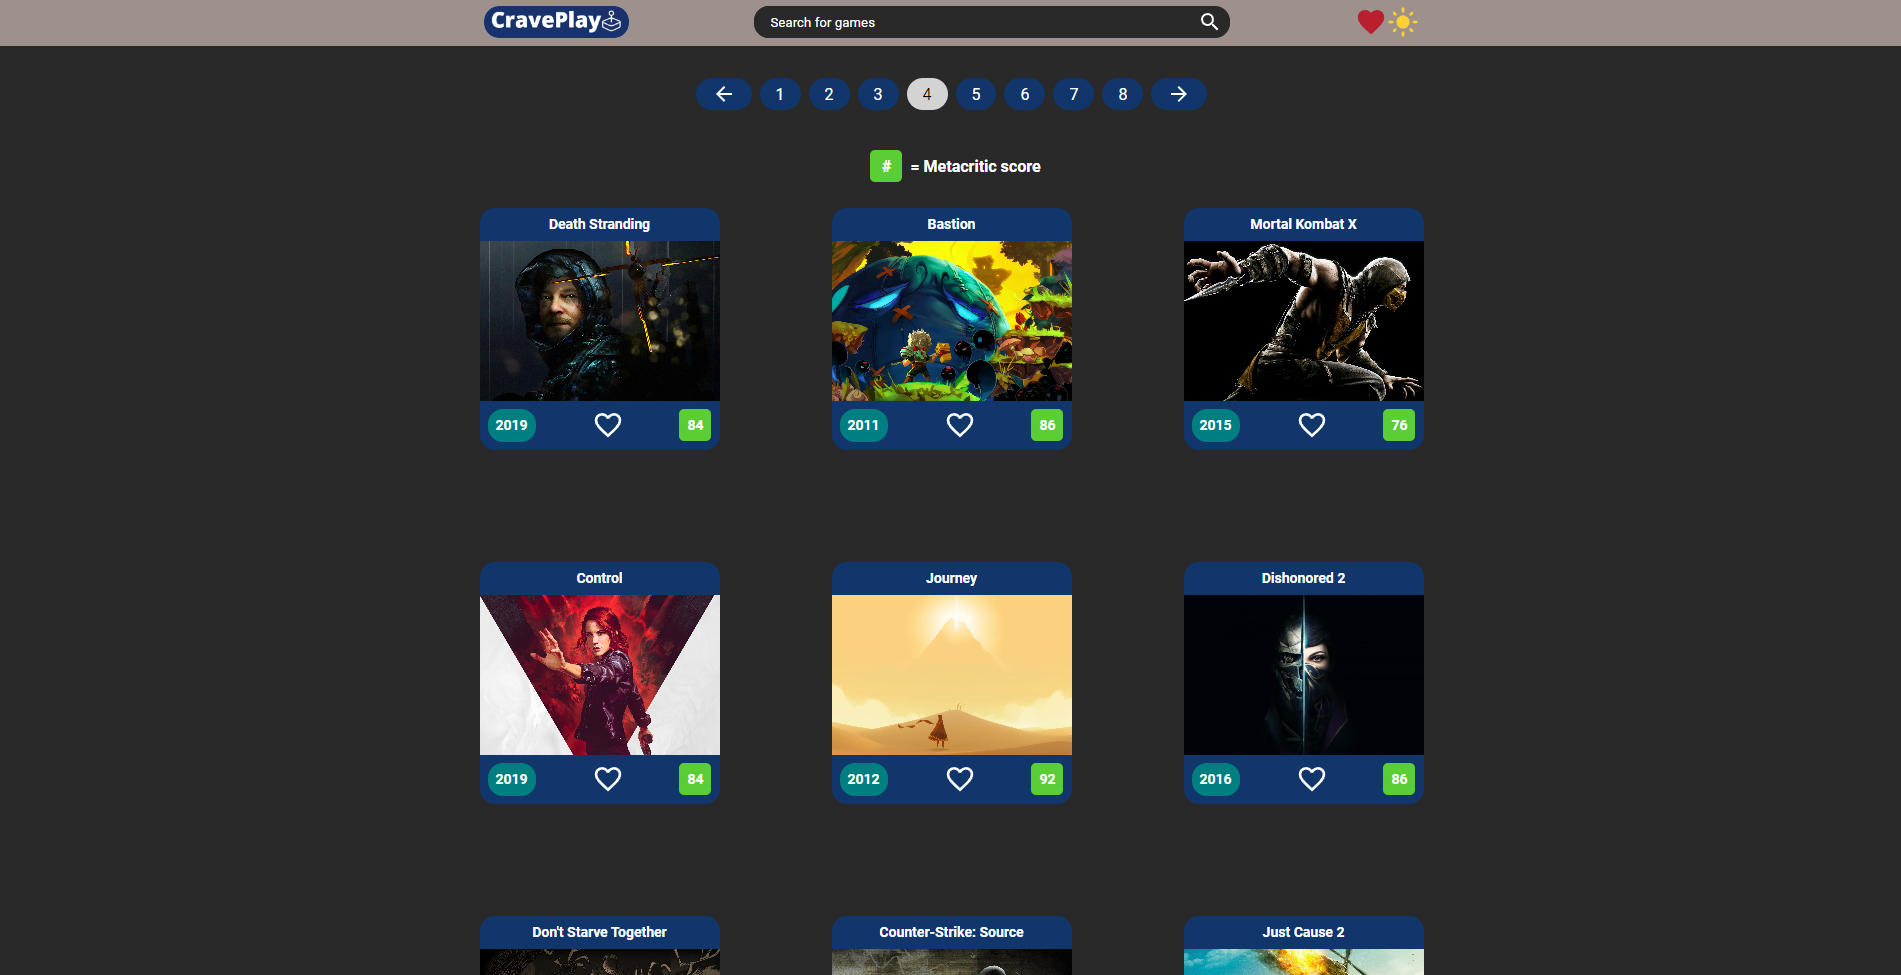 CravePlay
Search for games
1 2 3 4 5 6 7 8
# = Metacritic score
Death Stranding
Bastion
Mortal Kombat X
2019 84
2011 86
2015 76
Control
Journey
Dishonored 2
2019 84
2012 92
2016 86
Don't Starve Together
Counter-Strike: Source
Just Cause 2